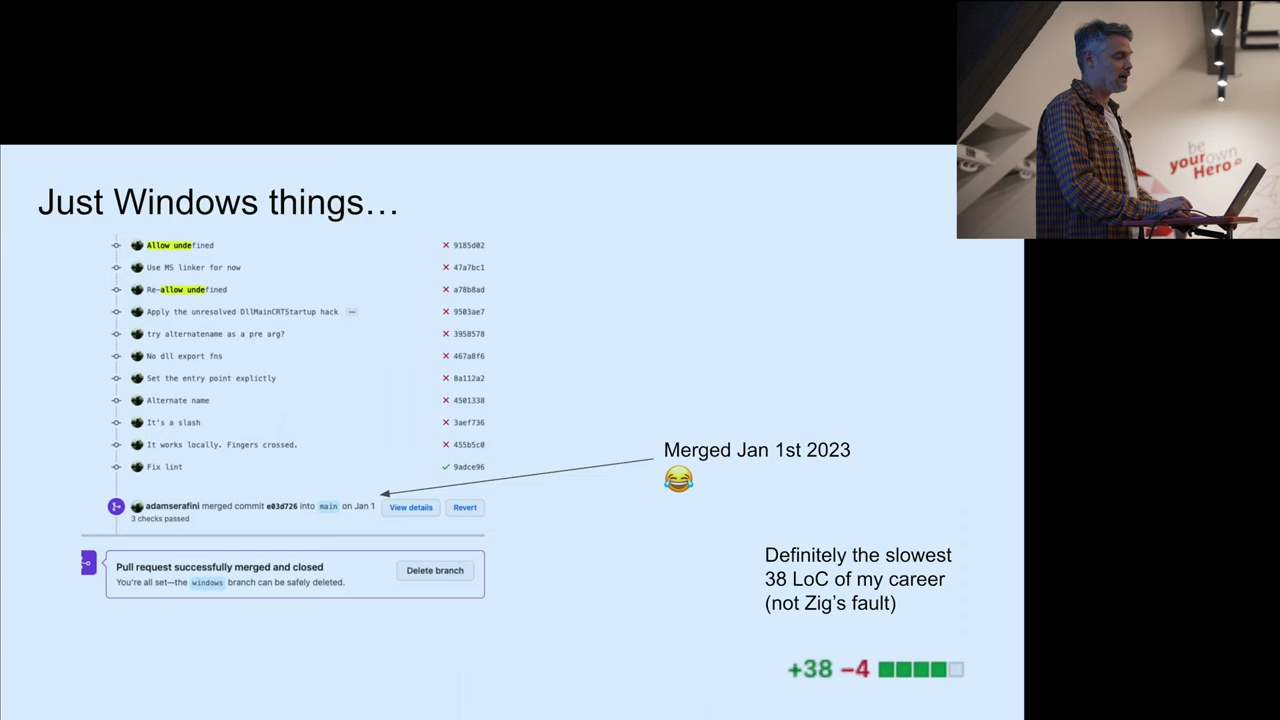 be
your own
Hero
Just Windows things…
Allow undefined 9185d02
Use MS linker for now 47a7bc1
Re-allow undefined a78b8ad
Apply the unresolved DllMainCRTStartup hack 9503ae7
try alternatename as a pre arg? 3958578
No dll export fns 467a8f6
Set the entry point explictly 8a112a2
Alternate name 4501338
It's a slash 3aef736
It works locally. Fingers crossed. 455b5c0
Fix lint 9adce96
adamserafini merged commit e03d726 into main on Jan 1 View details Revert
3 checks passed
Pull request successfully merged and closed
You're all set—the windows branch can be safely deleted.
Delete branch
Merged Jan 1st 2023
😂
Definitely the slowest
38 LoC of my career
(not Zig's fault)
+38 −4